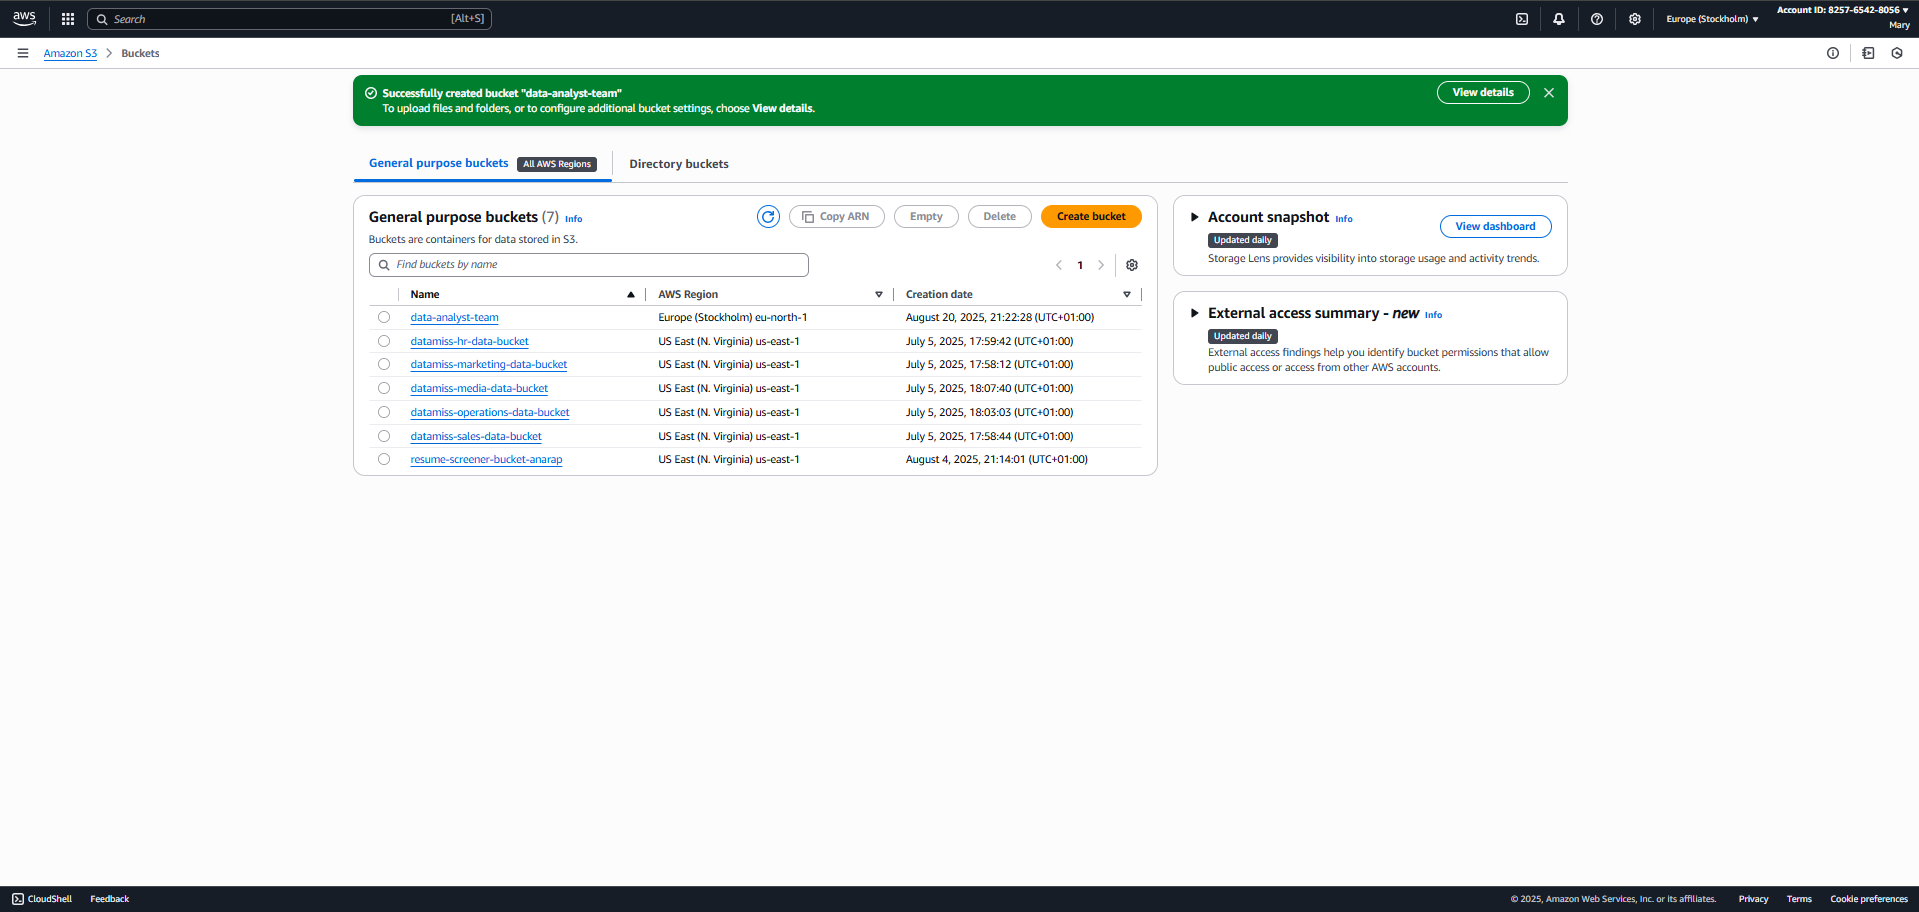 aws Search [Alt+S] Europe (Stockholm) ▼ Account ID: 8257-6542-8056 ▼
Mary
Amazon S3 > Buckets
Successfully created bucket "data-analyst-team"
To upload files and folders, or to configure additional bucket settings, choose View details.
View details
General purpose buckets All AWS Regions Directory buckets
General purpose buckets (7) Info
Copy ARN Empty Delete Create bucket
Buckets are containers for data stored in S3.
Find buckets by name
1
Name AWS Region Creation date
data-analyst-team Europe (Stockholm) eu-north-1 August 20, 2025, 21:22:28 (UTC+01:00)
datamiss-hr-data-bucket US East (N. Virginia) us-east-1 July 5, 2025, 17:59:42 (UTC+01:00)
datamiss-marketing-data-bucket US East (N. Virginia) us-east-1 July 5, 2025, 17:58:12 (UTC+01:00)
datamiss-media-data-bucket US East (N. Virginia) us-east-1 July 5, 2025, 18:07:40 (UTC+01:00)
datamiss-operations-data-bucket US East (N. Virginia) us-east-1 July 5, 2025, 18:03:03 (UTC+01:00)
datamiss-sales-data-bucket US East (N. Virginia) us-east-1 July 5, 2025, 17:58:44 (UTC+01:00)
resume-screener-bucket-anarap US East (N. Virginia) us-east-1 August 4, 2025, 21:14:01 (UTC+01:00)
Account snapshot Info
View dashboard
Updated daily
Storage Lens provides visibility into storage usage and activity trends.
External access summary - new Info
Updated daily
External access findings help you identify bucket permissions that allow
public access or access from other AWS accounts.
CloudShell Feedback © 2025, Amazon Web Services, Inc. or its affiliates. Privacy Terms Cookie preferences